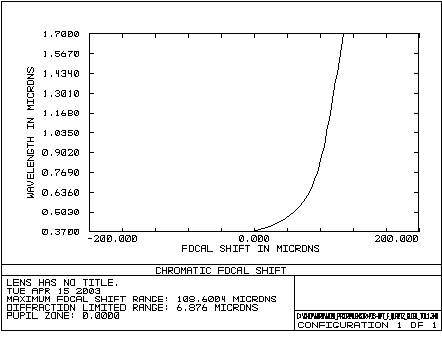 1.7000
1.5670
1.4340
1.3010
1.1680
1.0350
0.9020
0.7690
0.6360
0.5030
0.3700
WAVELENGTH IN MICRONS
-200.000 0.000 200.000
FOCAL SHIFT IN MICRONS
CHROMATIC FOCAL SHIFT
LENS HAS NO TITLE.
TUE APR 15 2003
MAXIMUM FOCAL SHIFT RANGE: 108.6004 MICRONS
DIFFRACTION LIMITED RANGE: 6.876 MICRONS
PUPIL ZONE: 0.0000
CONFIGURATION 1 OF 1